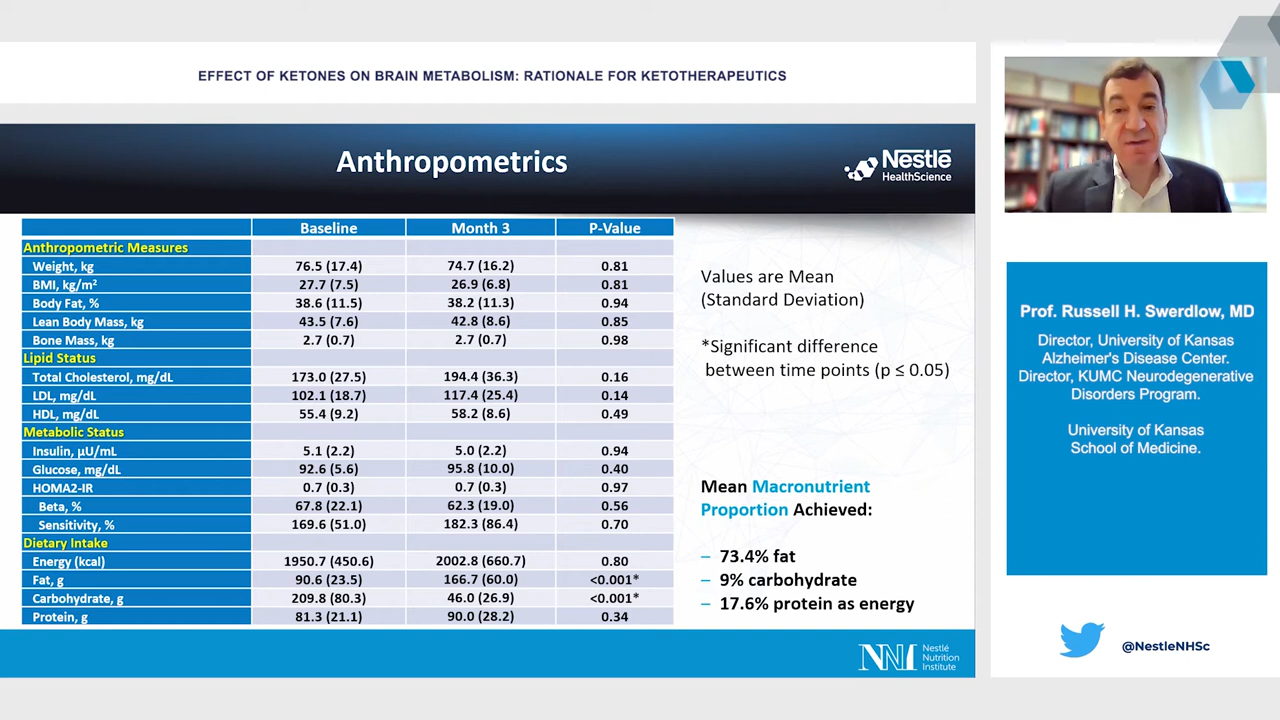 EFFECT OF KETONES ON BRAIN METABOLISM: RATIONALE FOR KETOTHERAPEUTICS
Anthropometrics
Nestlé
HealthScience
Baseline Month 3 P-Value
Anthropometric Measures
Weight, kg 76.5 (17.4) 74.7 (16.2) 0.81
BMI, kg/m² 27.7 (7.5) 26.9 (6.8) 0.81
Body Fat, % 38.6 (11.5) 38.2 (11.3) 0.94
Lean Body Mass, kg 43.5 (7.6) 42.8 (8.6) 0.85
Bone Mass, kg 2.7 (0.7) 2.7 (0.7) 0.98
Lipid Status
Total Cholesterol, mg/dL 173.0 (27.5) 194.4 (36.3) 0.16
LDL, mg/dL 102.1 (18.7) 117.4 (25.4) 0.14
HDL, mg/dL 55.4 (9.2) 58.2 (8.6) 0.49
Metabolic Status
Insulin, µU/mL 5.1 (2.2) 5.0 (2.2) 0.94
Glucose, mg/dL 92.6 (5.6) 95.8 (10.0) 0.40
HOMA2-IR 0.7 (0.3) 0.7 (0.3) 0.97
Beta, % 67.8 (22.1) 62.3 (19.0) 0.56
Sensitivity, % 169.6 (51.0) 182.3 (86.4) 0.70
Dietary Intake
Energy (kcal) 1950.7 (450.6) 2002.8 (660.7) 0.80
Fat, g 90.6 (23.5) 166.7 (60.0) <0.001*
Carbohydrate, g 209.8 (80.3) 46.0 (26.9) <0.001*
Protein, g 81.3 (21.1) 90.0 (28.2) 0.34
Values are Mean
(Standard Deviation)
*Significant difference
between time points (p ≤ 0.05)
Mean Macronutrient
Proportion Achieved:
– 73.4% fat
– 9% carbohydrate
– 17.6% protein as energy
NNI Nestlé
Nutrition
Institute
Prof. Russell H. Swerdlow, MD
Director, University of Kansas
Alzheimer's Disease Center.
Director, KUMC Neurodegenerative
Disorders Program.
University of Kansas
School of Medicine.
@NestleNHSc